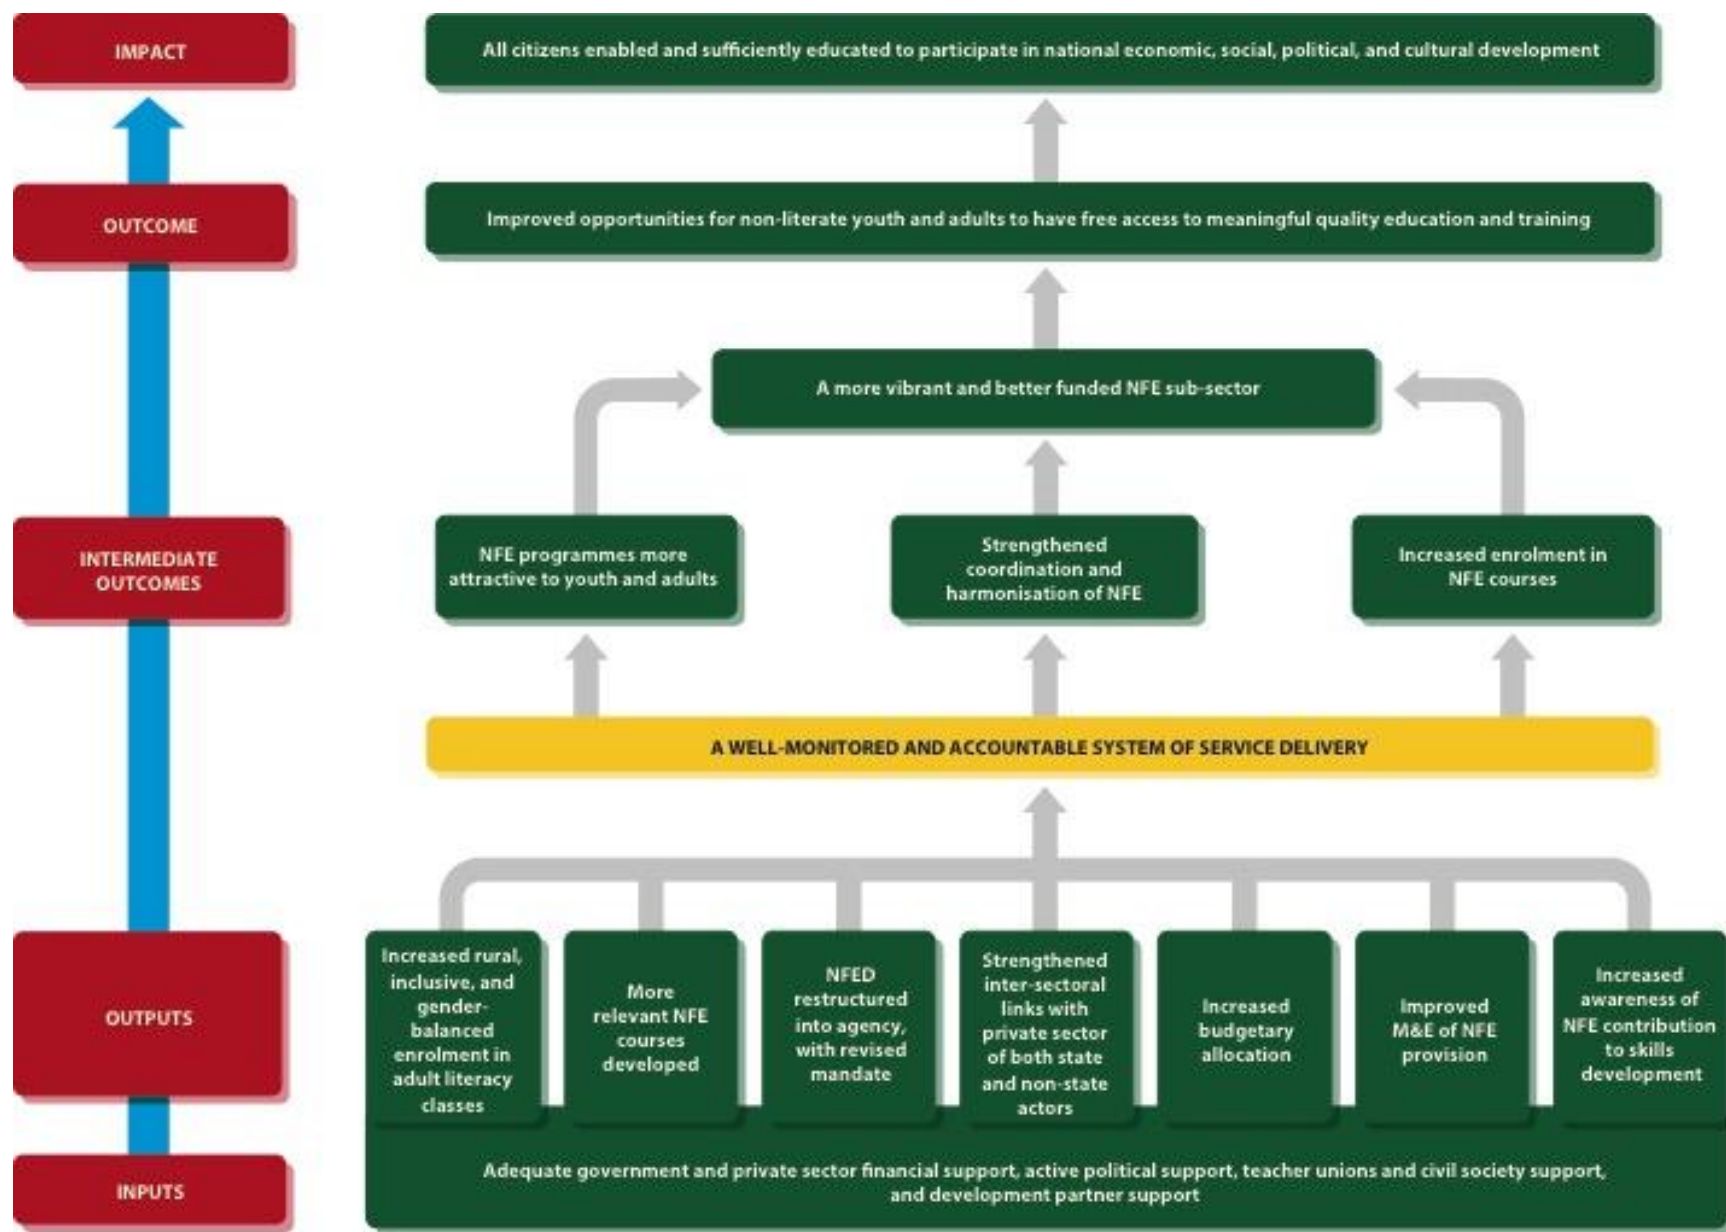 IMPACT
All citizens enabled and sufficiently educated to participate in national economic, social, political, and cultural development
OUTCOME
Improved opportunities for non-literate youth and adults to have free access to meaningful quality education and training
A more vibrant and better funded NFE sub-sector
INTERMEDIATE
OUTCOMES
NFE programmes more
attractive to youth and adults
Strengthened
coordination and
harmonisation of NFE
Increased enrolment in
NFE courses
A WELL-MONITORED AND ACCOUNTABLE SYSTEM OF SERVICE DELIVERY
OUTPUTS
Increased rural,
inclusive, and
gender-
balanced
enrolment in
adult literacy
classes
More
relevant NFE
courses
developed
NFED
restructured
into agency,
with revised
mandate
Strengthened
inter-sectoral
links with
private sector
of both state
and non-state
actors
Increased
budgetary
allocation
Improved
M&E of NFE
provision
Increased
awareness of
NFE contribution
to skills
development
INPUTS
Adequate government and private sector financial support, active political support, teacher unions and civil society support,
and development partner support